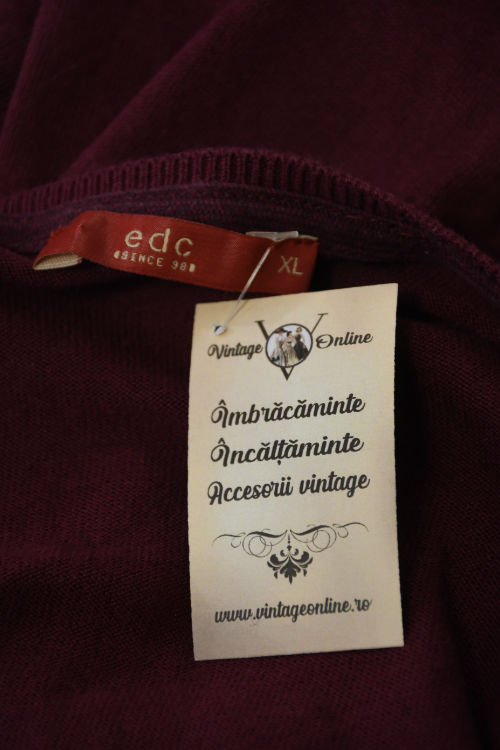 edc
SINCE 98
XL
Vintage Online
Îmbrăcăminte
Încălțăminte
Accesorii vintage
www.vintageonline.ro